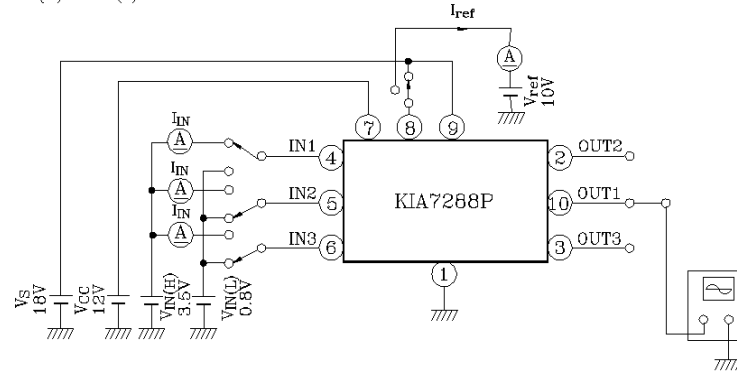 Iref
A
Vref
10V
7
8
9
IIN
A
IN1
4
KIA7288P
2
OUT2
IIN
A
IN2
5
10
OUT1
IIN
A
IN3
6
3
OUT3
1
VS
18V
VCC
12V
VIN(H)
3.5V
VIN(L)
0.8V